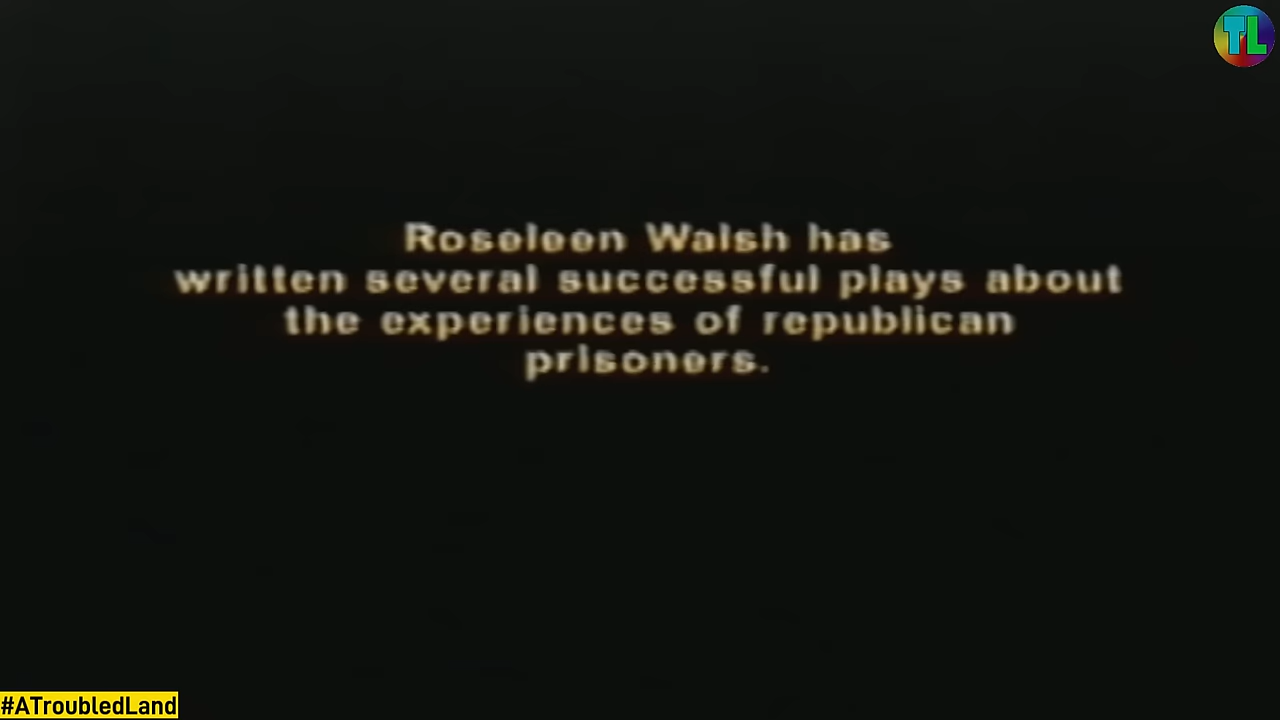 TL
Roseleen Walsh has
written several successful plays about
the experiences of republican
prisoners.
#ATroubledLand